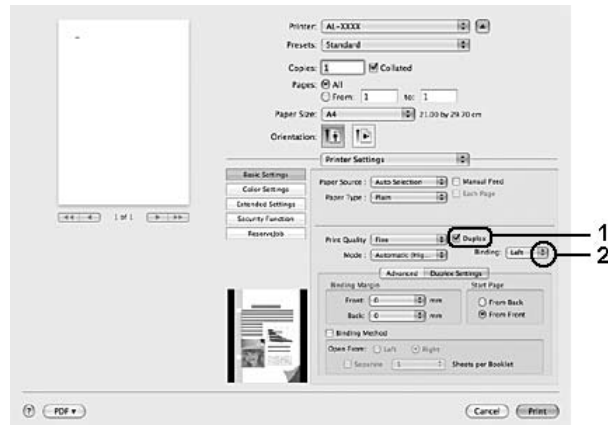 Printer: AL-XXXX
Presets: Standard
Copies: 1 Collated
Pages: All
From: 1 to: 1
Paper Size: A4 21.00 by 29.70 cm
Orientation:
Printer Settings
Basic Settings
Color Settings
Extended Settings
Security Function
ReserveJob
Paper Source : Auto Selection Manual Feed
Paper Type : Plain Each Page
1 of 1
Print Quality : Fine Duplex 1
Mode : Automatic (Hig... Binding: Left 2
Advanced Duplex Settings
Binding Margin Start Page
Front: 0 mm From Back
Back: 0 mm From Front
Binding Method
Open From: Left Right
Separate 1 Sheets per Booklet
? PDF Cancel Print